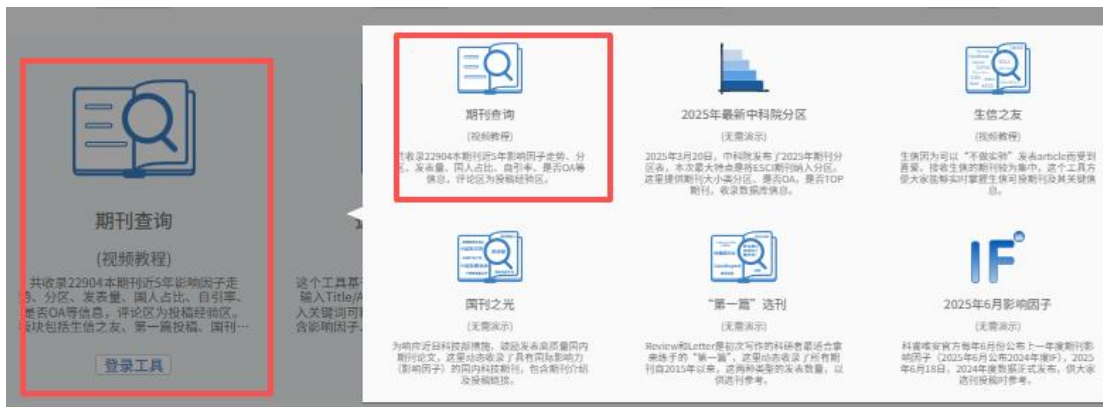 期刊查询
(视频教程)
共收录22904本期刊近5年影响因子走
势、分区、发表量、国人占比、自引率、
是否OA等信息，评论区为投稿经验区。
板块包括生信之友、第一篇投稿、国刊…
登录工具
这个工具基
输入Title/A
入关键词可
含影响因子、
期刊查询
(视频教程)
共收录22904本期刊近5年影响因子走势、分
区、发表量、国人占比、自引率、是否OA等
信息，评论区为投稿经验区。
2025年最新中科院分区
(无需演示)
2025年3月20日，中科院发布了2025年期刊分
区表，本次最大特点是将ESCI期刊纳入分区。
这里提供期刊大小类分区、是否OA，是否TOP
期刊，收录数据库信息。
生信之友
(视频教程)
生信因为可以“不做实验”发表article而受到
喜爱。接收生信的期刊较为集中，这个工具方
便大家能够实时掌握生信可投期刊及其关键信
息。
国刊之光
(无需演示)
为响应近日科技部措施，鼓励发表高质量国内
期刊论文，这里动态收录了具有国际影响力
(影响因子) 的国内科技期刊，包含期刊介绍
及投稿链接。
“第一篇”选刊
(无需演示)
Review和Letter是初次写作的科研者最适合拿
来练手的“第一篇”，这里动态收录了所有期
刊自2015年以来，这两种类型的发表数量，以
供选刊参考。
IF
2025年6月影响因子
(无需演示)
科睿唯安官方每年6月份公布上一年度期刊影
响因子（2025年6月公布2024年度IF），2025
年6月18日，2024年度数据正式发布，供大家
选刊投稿时参考。